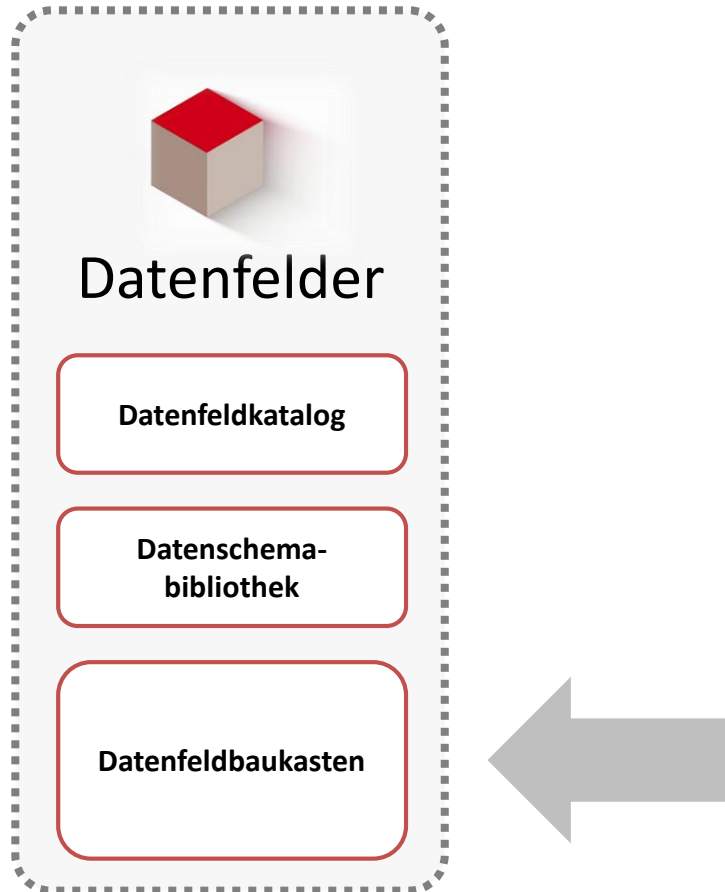 Datenfelder
Datenfeldkatalog
Datenschema-
bibliothek
Datenfeldbaukasten